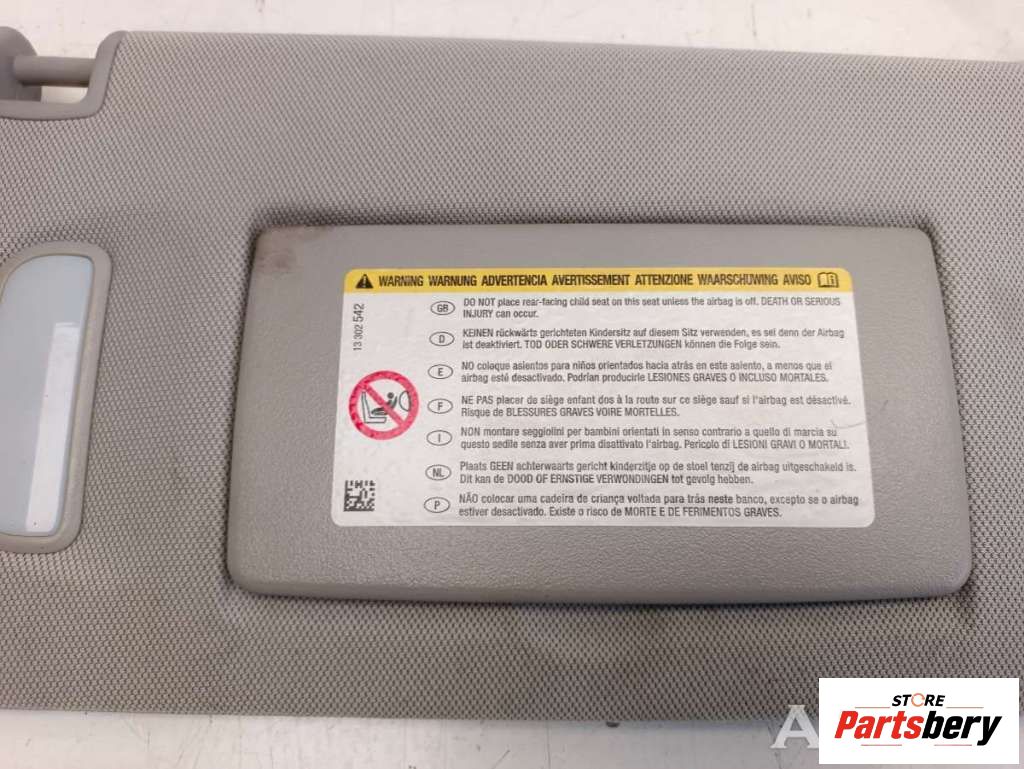 WARNING WARNUNG ADVERTENCIA AVERTISSEMENT ATTENZIONE WAARSCHUWING AVISO
13 302 542
GB DO NOT place rear-facing child seat on this seat unless the airbag is off. DEATH OR SERIOUS
INJURY can occur.
D KEINEN rückwärts gerichteten Kindersitz auf diesem Sitz verwenden, es sei denn der Airbag
ist deaktiviert. TOD ODER SCHWERE VERLETZUNGEN können die Folge sein.
E NO coloque asientos para niños orientados hacia atrás en este asiento, a menos que el
airbag esté desactivado. Podrían producirle LESIONES GRAVES O INCLUSO MORTALES.
F NE PAS placer de siège enfant dos à la route sur ce siège sauf si l'airbag est désactivé.
Risque de BLESSURES GRAVES VOIRE MORTELLES.
I NON montare seggiolini per bambini orientati in senso contrario a quello di marcia su
questo sedile senza aver prima disattivato l'airbag. Pericolo di LESIONI GRAVI O MORTALI.
NL Plaats GEEN achterwaarts gericht kinderzitje op de stoel tenzij de airbag uitgeschakeld is.
Dit kan de DOOD OF ERNSTIGE VERWONDINGEN tot gevolg hebben.
P NÃO colocar uma cadeira de criança voltada para trás neste banco, excepto se o airbag
estiver desactivado. Existe o risco de MORTE E DE FERIMENTOS GRAVES.
STORE
Partsbery